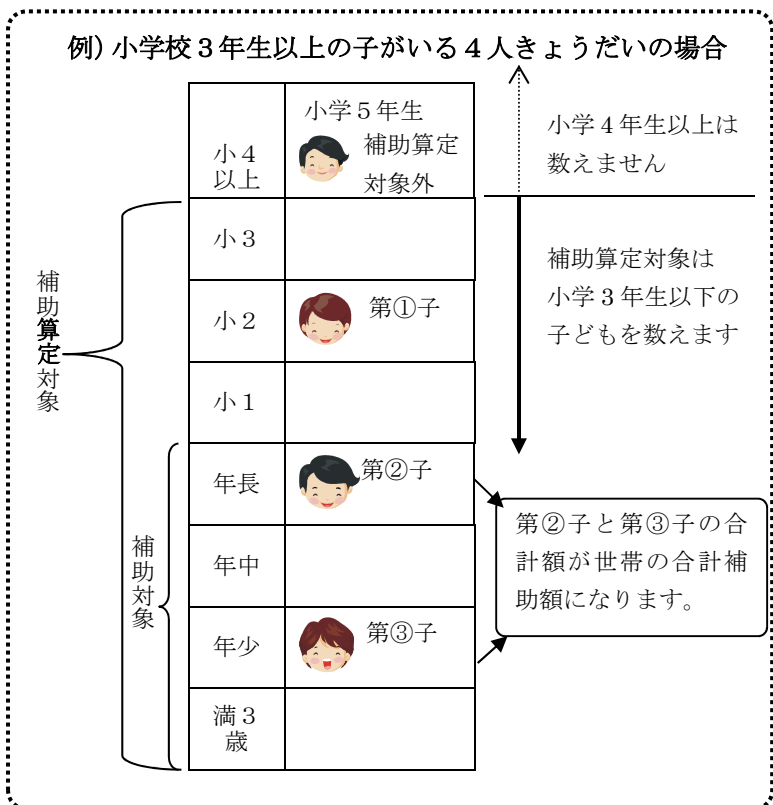 例）小学校３年生以上の子がいる４人きょうだいの場合
小４
以上
小学５年生
補助算定
対象外
小学４年生以上は
数えません
小３
補助算定対象は
小学３年生以下の
子どもを数えます
補助算定対象
小２
第①子
小１
年長
第②子
第②子と第③子の合
計額が世帯の合計補
助額になります。
補助対象
年中
年少
第③子
満３
歳